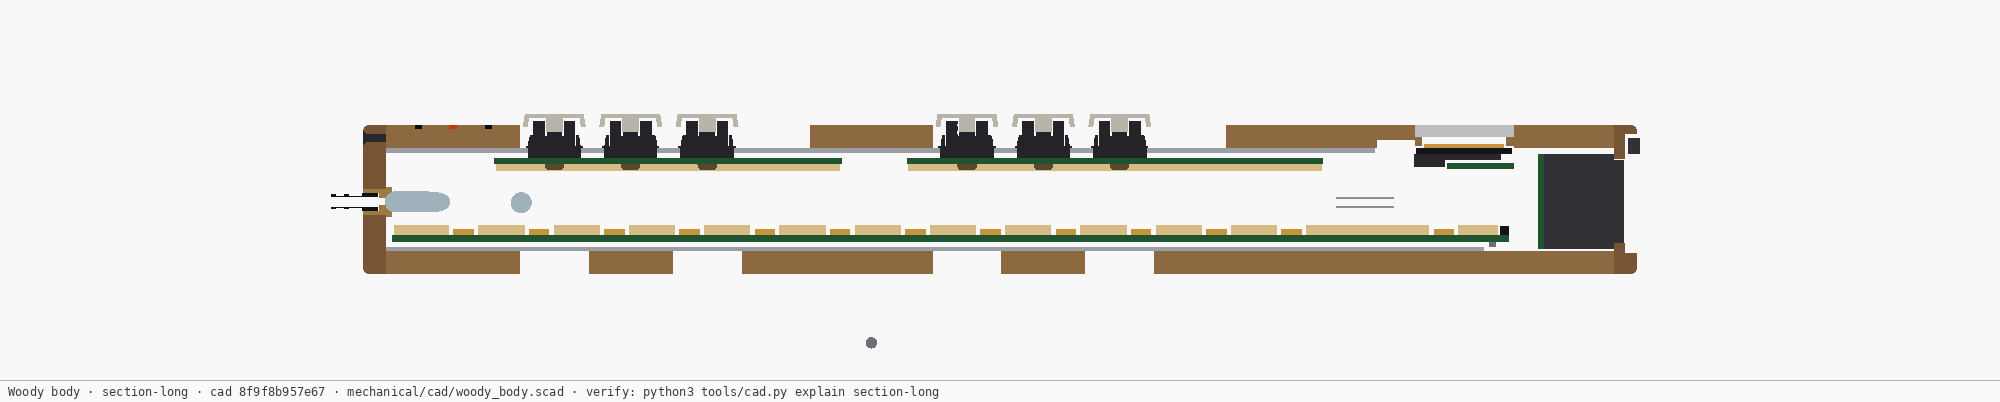 Woody body · section-long · cad 8f9f8b957e67 · mechanical/cad/woody_body.scad · verify: python3 tools/cad.py explain section-long